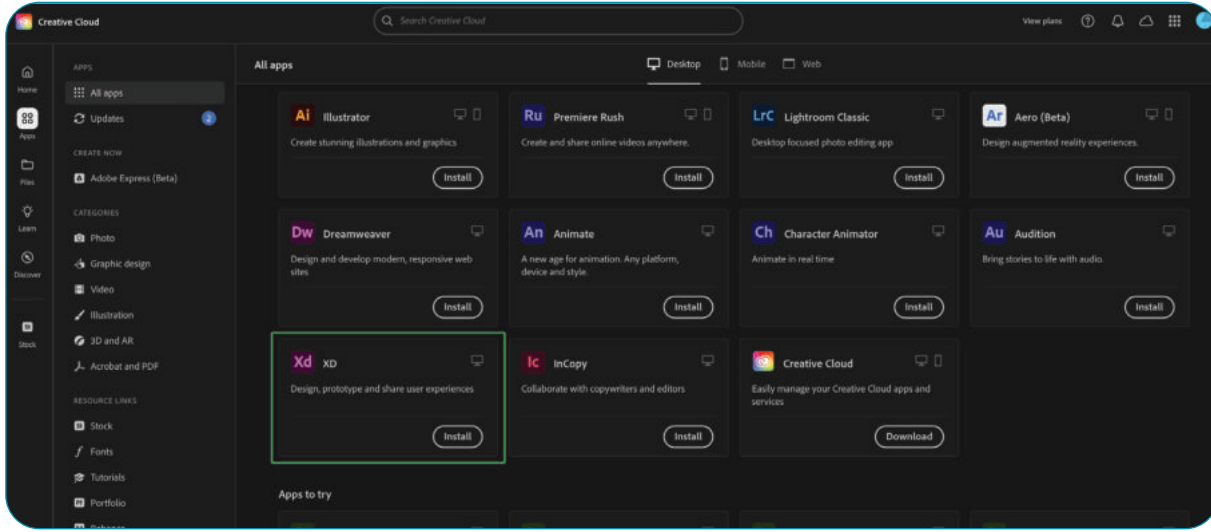 Creative Cloud
Search Creative Cloud
View plans
Home
Apps
Files
Learn
Discover
Stock
APPS
All apps
Updates
2
CREATE NOW
Adobe Express (Beta)
CATEGORIES
Photo
Graphic design
Video
Illustration
3D and AR
Acrobat and PDF
RESOURCE LINKS
Stock
Fonts
Tutorials
Portfolio
Behance
All apps
Desktop
Mobile
Web
Ai Illustrator
Create stunning illustrations and graphics
Install
Ru Premiere Rush
Create and share online videos anywhere.
Install
LrC Lightroom Classic
Desktop focused photo editing app
Install
Ar Aero (Beta)
Design augmented reality experiences.
Install
Dw Dreamweaver
Design and develop modern, responsive web
sites
Install
An Animate
A new age for animation. Any platform,
device and style.
Install
Ch Character Animator
Animate in real time
Install
Au Audition
Bring stories to life with audio.
Install
Xd XD
Design, prototype and share user experiences
Install
Ic InCopy
Collaborate with copywriters and editors
Install
Creative Cloud
Easily manage your Creative Cloud apps and
services
Download
Apps to try